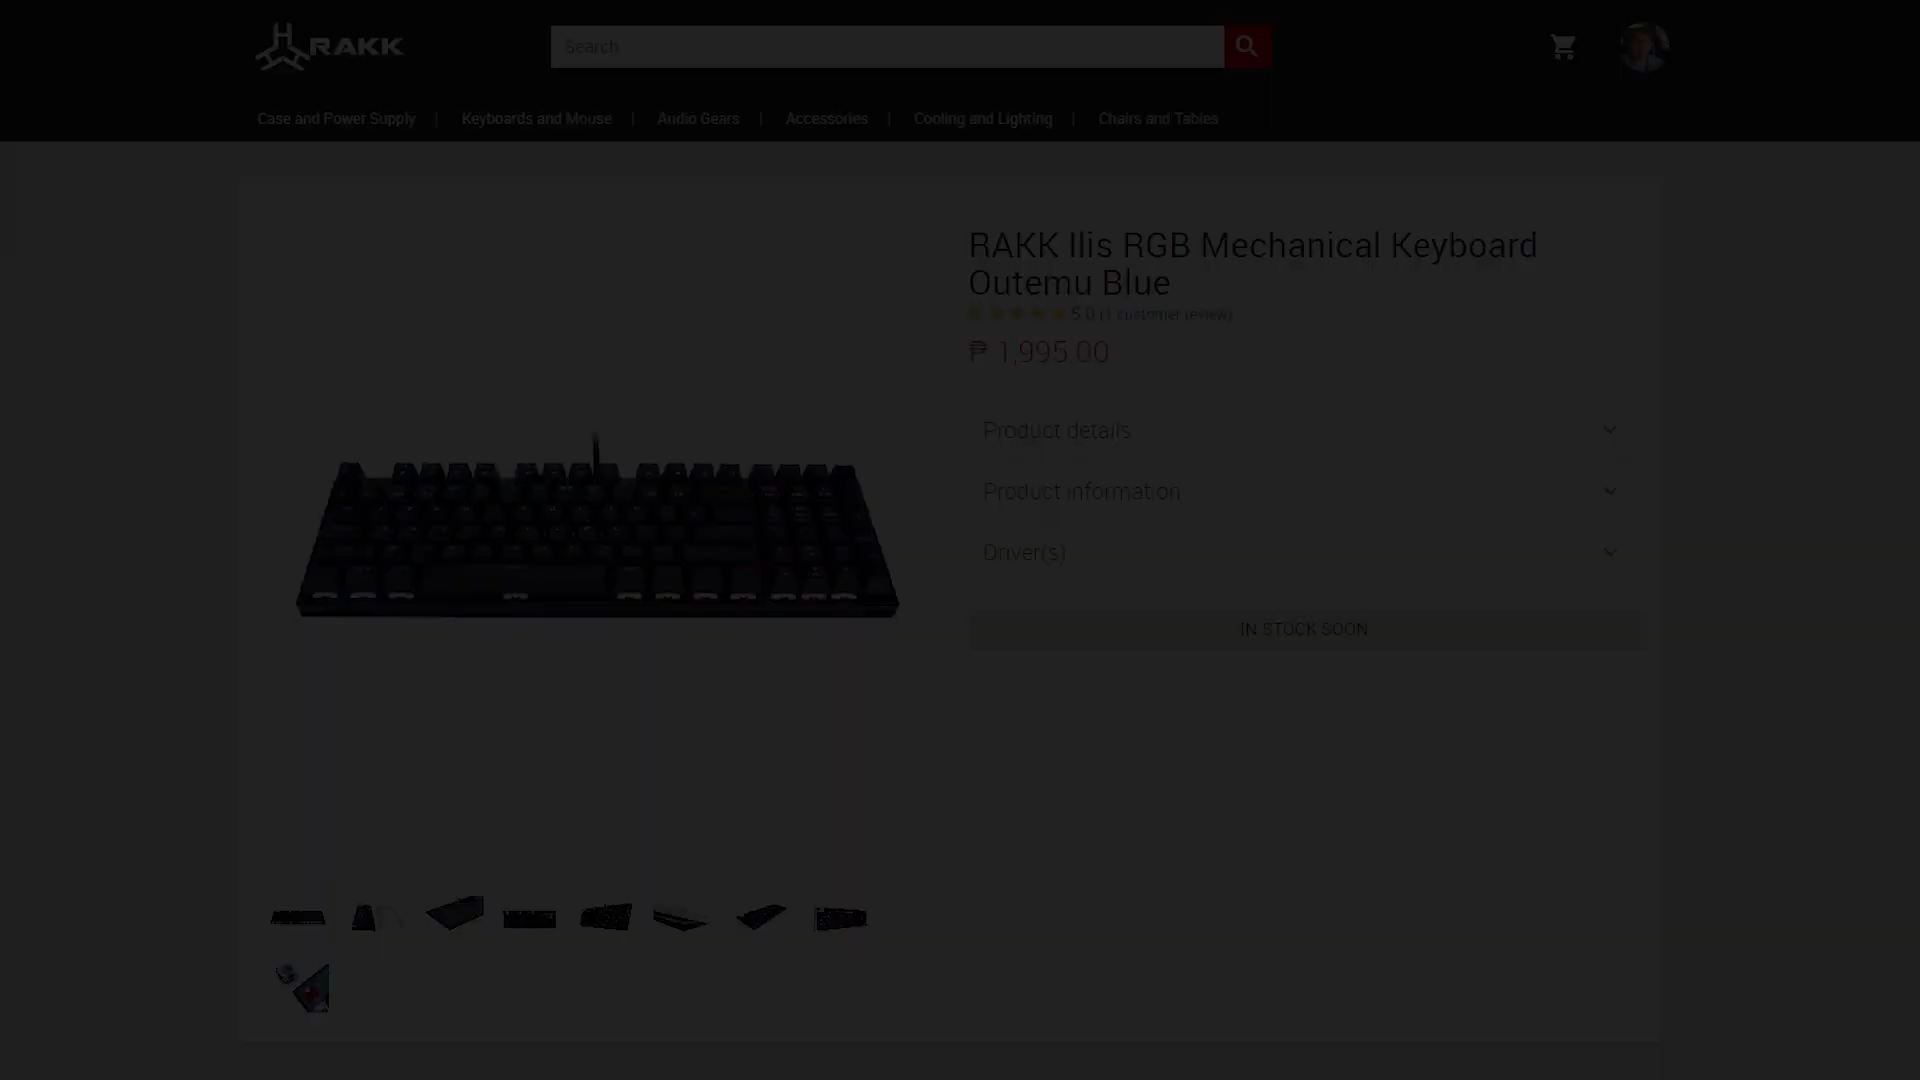 RAKK
Search
Case and Power Supply | Keyboards and Mouse | Audio Gears | Accessories | Cooling and Lighting | Chairs and Tables
RAKK Ilis RGB Mechanical Keyboard
Outemu Blue
5.0 (1 customer review)
₱ 1,995.00
Product details
Product information
Driver(s)
IN STOCK SOON